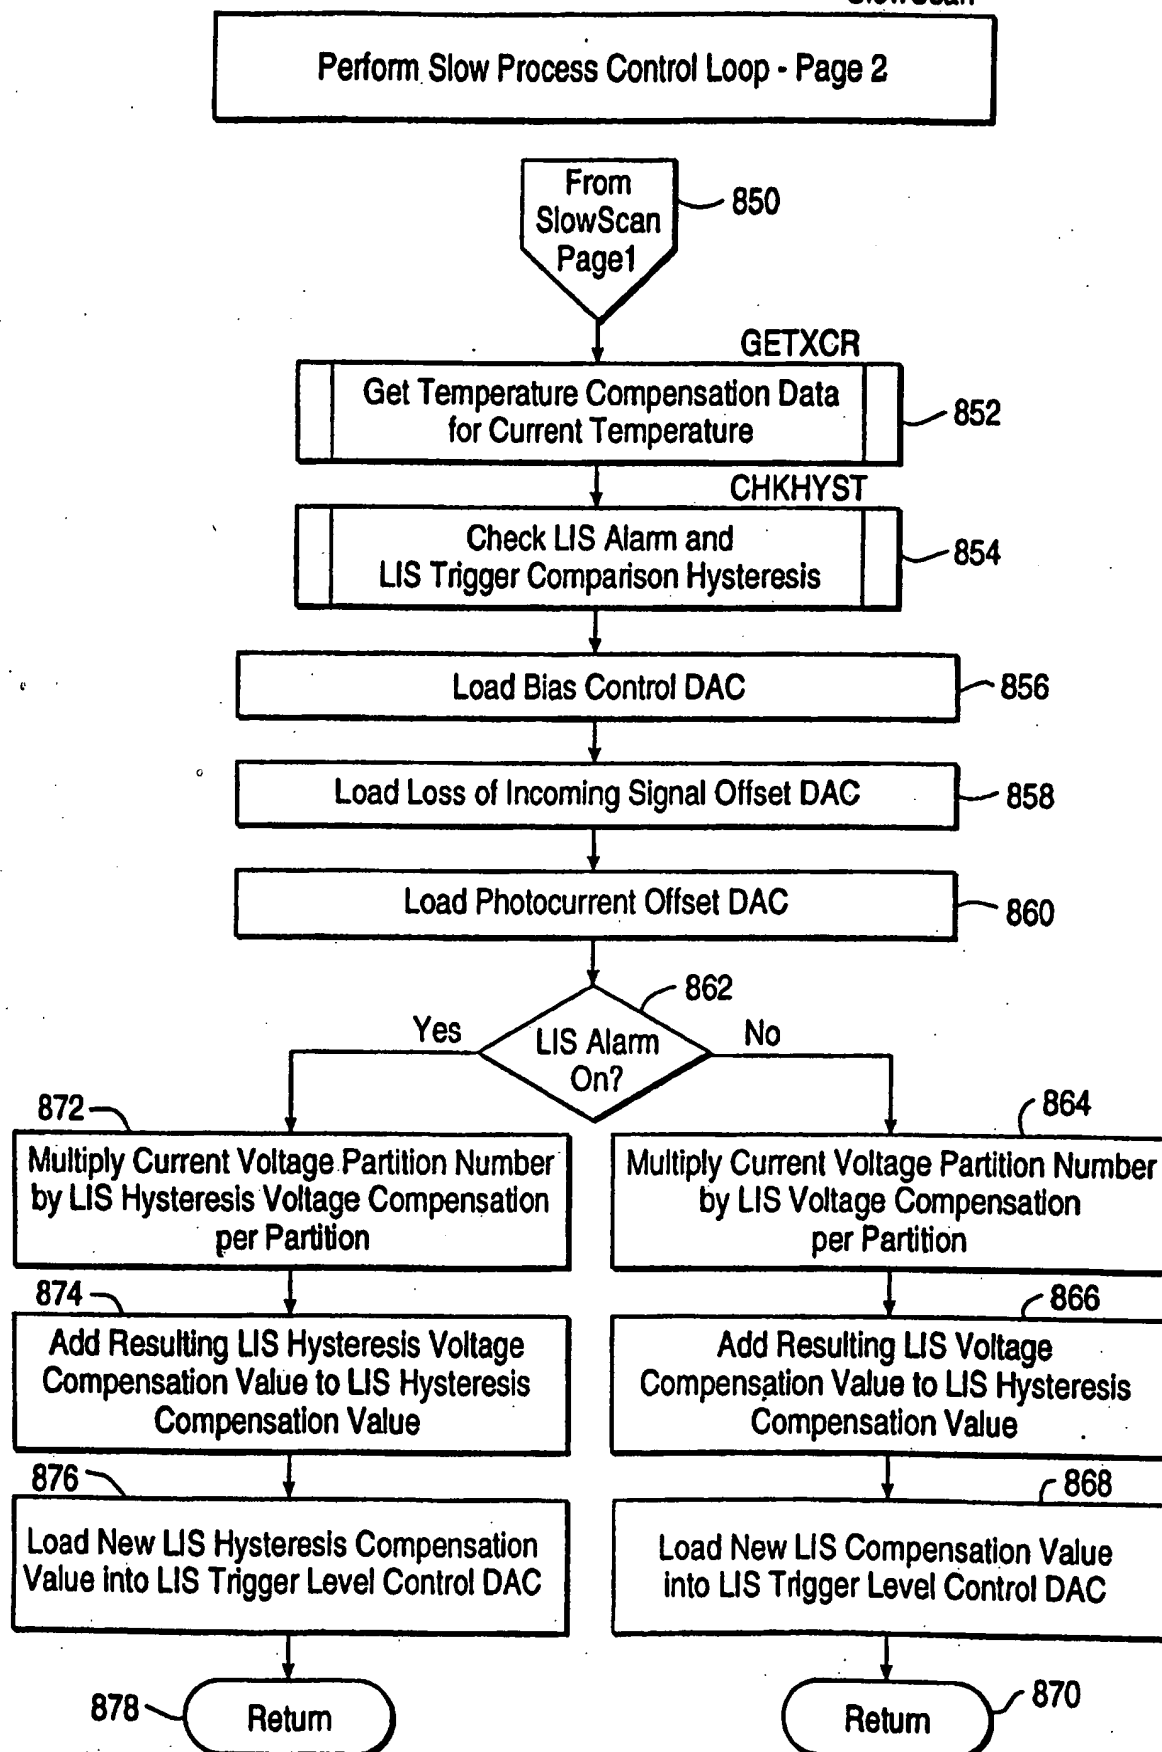 Perform Slow Process Control Loop - Page 2
From
SlowScan
Page1
850
GETXCR
Get Temperature Compensation Data
for Current Temperature
852
CHKHYST
Check LIS Alarm and
LIS Trigger Comparison Hysteresis
854
Load Bias Control DAC
856
Load Loss of Incoming Signal Offset DAC
858
Load Photocurrent Offset DAC
860
862
LIS Alarm
On?
Yes
No
872
Multiply Current Voltage Partition Number
by LIS Hysteresis Voltage Compensation
per Partition
864
Multiply Current Voltage Partition Number
by LIS Voltage Compensation
per Partition
874
Add Resulting LIS Hysteresis Voltage
Compensation Value to LIS Hysteresis
Compensation Value
866
Add Resulting LIS Voltage
Compensation Value to LIS Hysteresis
Compensation Value
876
Load New LIS Hysteresis Compensation
Value into LIS Trigger Level Control DAC
868
Load New LIS Compensation Value
into LIS Trigger Level Control DAC
878
Return
870
Return